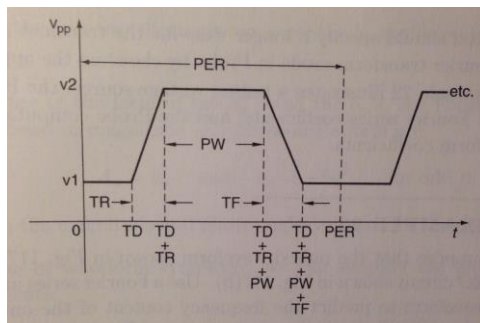 Vpp
PER
v2
etc.
PW
v1
TR
TF
0
TD
TD
+
TR
TD
+
TR
+
PW
TD
+
TR
+
PW
+
TF
PER
t